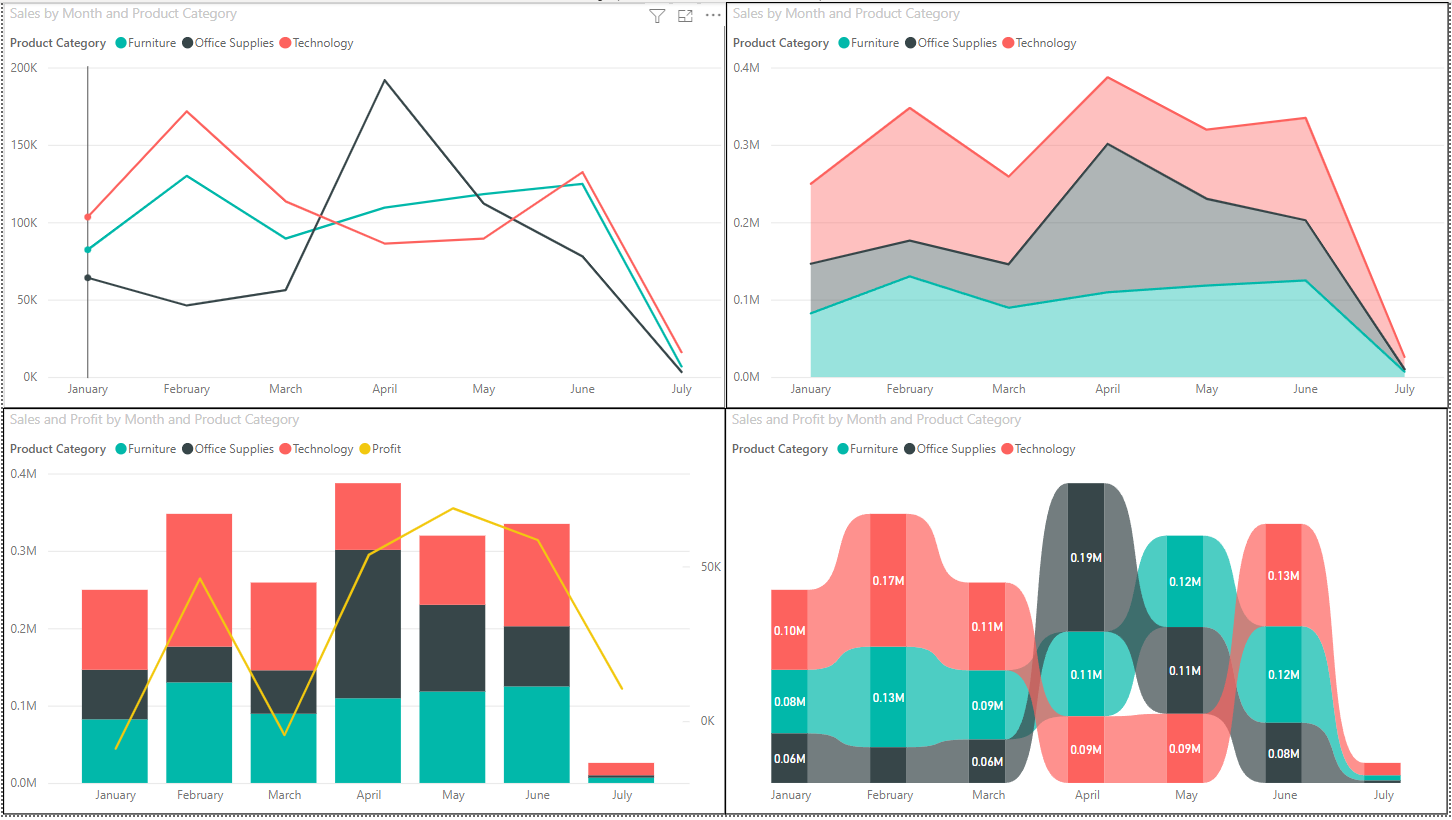 Sales by Month and Product Category
Product Category Furniture Office Supplies Technology
200K
150K
100K
50K
0K
January February March April May June July
Sales by Month and Product Category
Product Category Furniture Office Supplies Technology
0.4M
0.3M
0.2M
0.1M
0.0M
January February March April May June July
Sales and Profit by Month and Product Category
Product Category Furniture Office Supplies Technology Profit
0.4M
0.3M
50K
0.2M
0.1M
0K
0.0M
January February March April May June July
Sales and Profit by Month and Product Category
Product Category Furniture Office Supplies Technology
0.19M
0.17M 0.12M 0.13M
0.10M 0.11M
0.11M 0.11M 0.12M
0.08M 0.13M 0.09M
0.09M 0.09M 0.08M
0.06M 0.06M
January February March April May June July